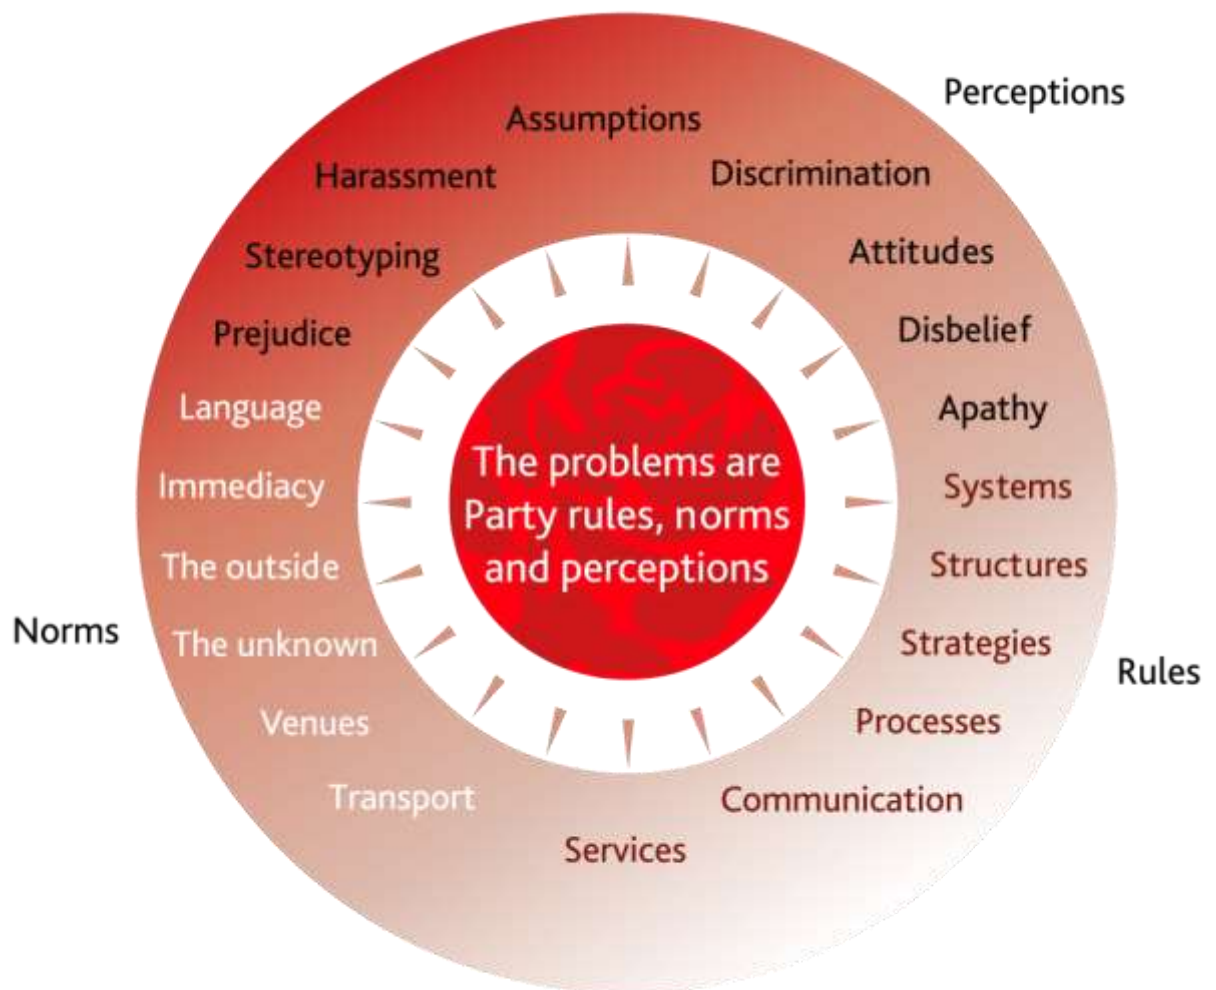 Perceptions
Assumptions
Harassment
Discrimination
Stereotyping
Attitudes
Prejudice
Disbelief
Language
Apathy
The problems are
Party rules, norms
and perceptions
Immediacy
Systems
The outside
Structures
Norms
The unknown
Strategies
Rules
Venues
Processes
Transport
Communication
Services